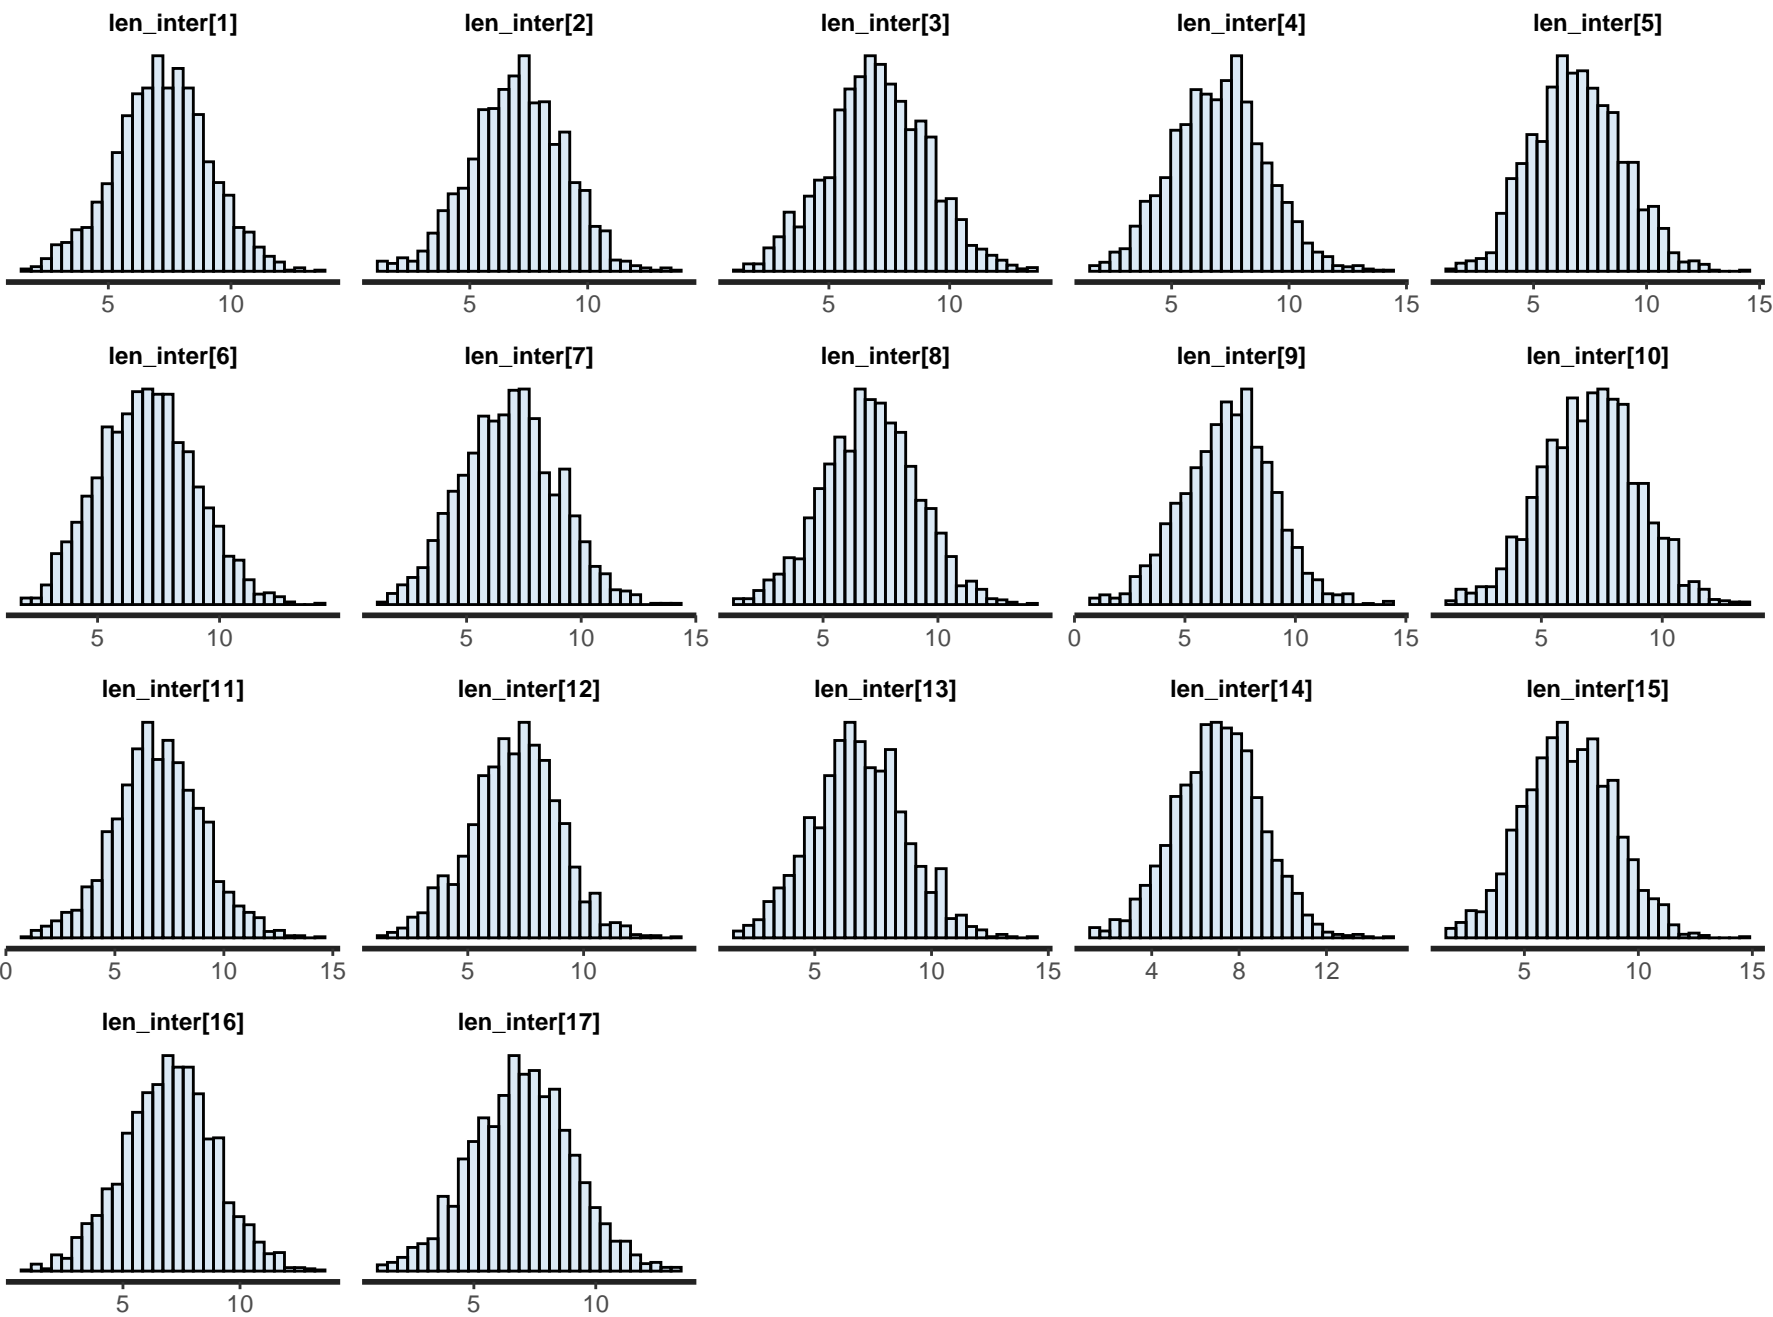 len_inter[1] len_inter[2] len_inter[3] len_inter[4] len_inter[5]
5 10 5 10 5 10 5 10 15 5 10 15
len_inter[6] len_inter[7] len_inter[8] len_inter[9] len_inter[10]
5 10 5 10 15 5 10 0 5 10 15 5 10
len_inter[11] len_inter[12] len_inter[13] len_inter[14] len_inter[15]
0 5 10 15 5 10 5 10 15 4 8 12 5 10 15
len_inter[16] len_inter[17]
5 10 5 10